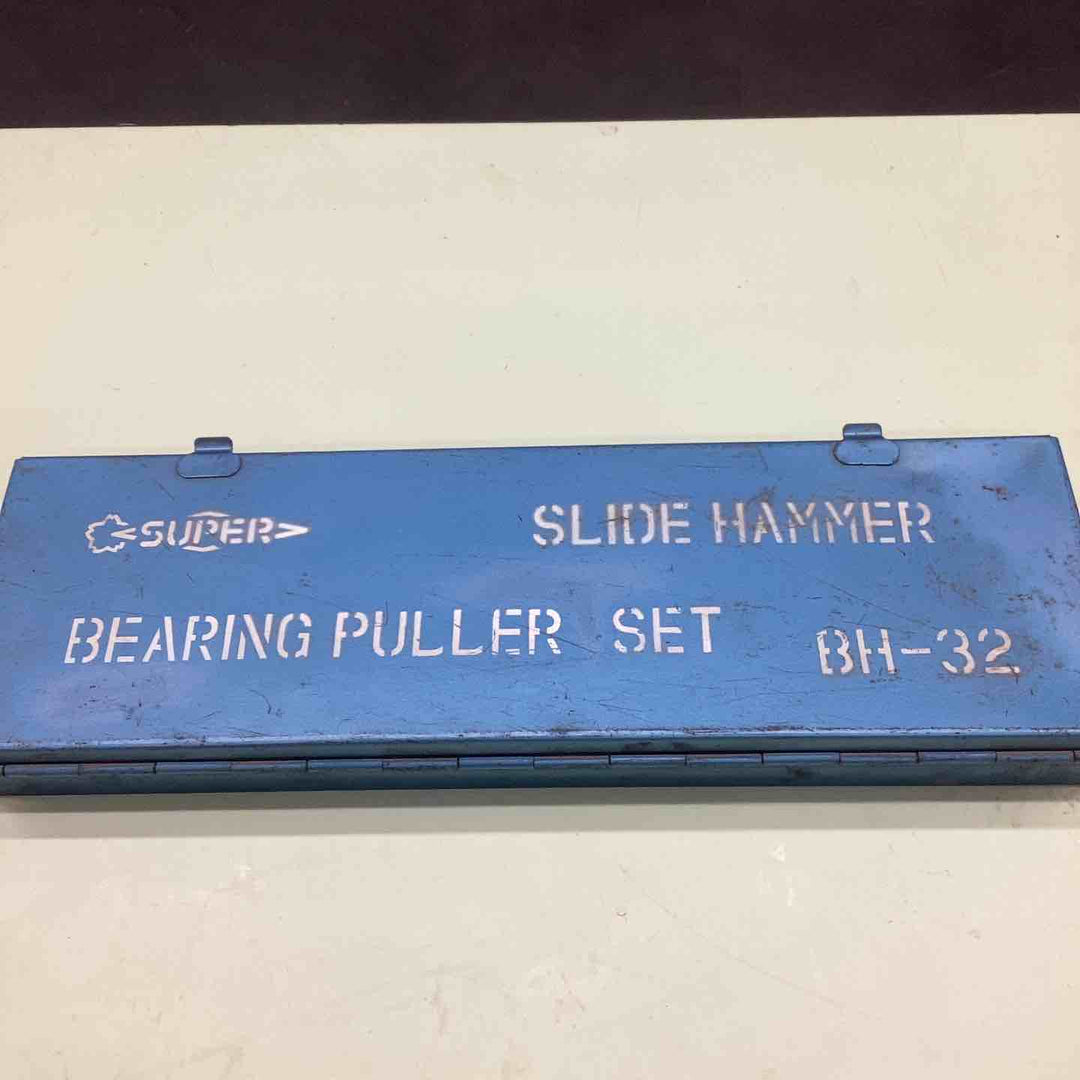 SUPER
SLIDE HAMMER
BEARING PULLER SET
BH-32